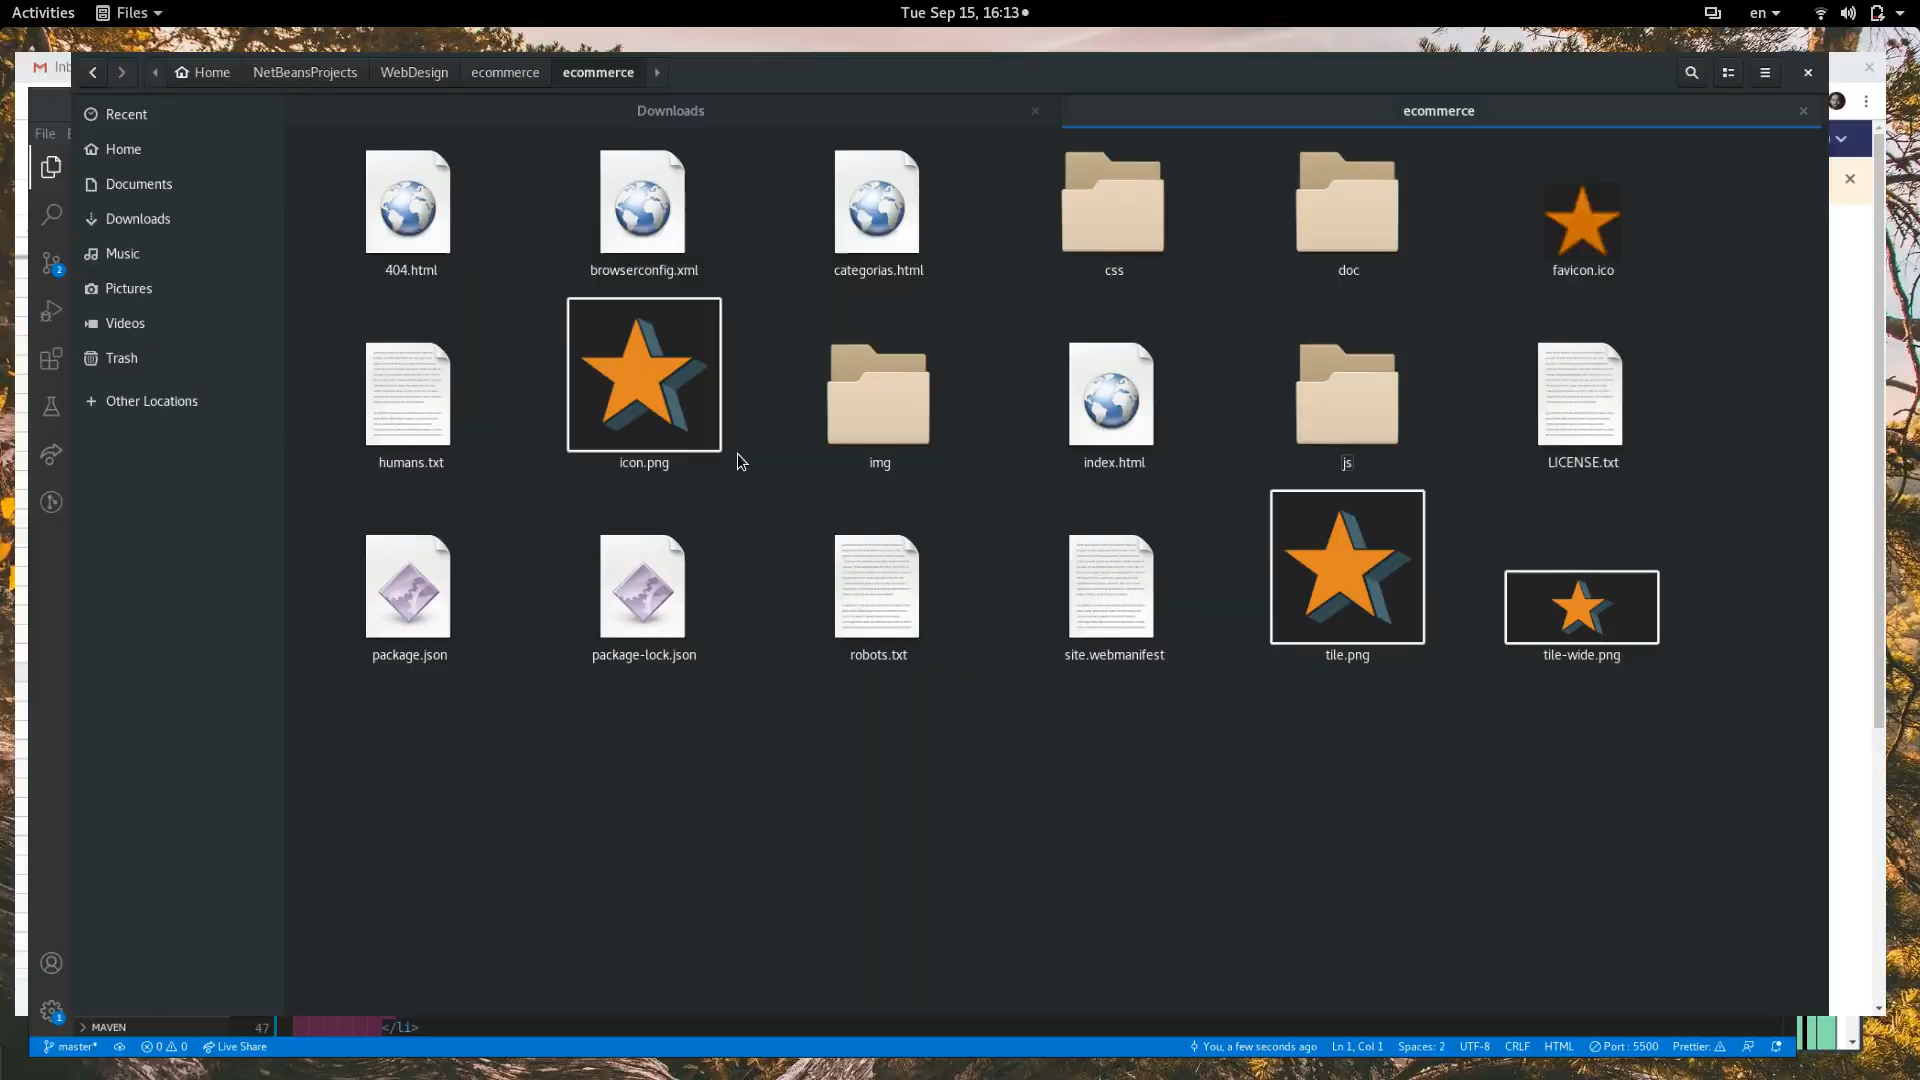 Activities
Files
Tue Sep 15, 16:13
en
Inb
Home
NetBeansProjects
WebDesign
ecommerce
ecommerce
File
Recent
Home
Documents
Downloads
Music
Pictures
Videos
Trash
Other Locations
Downloads
ecommerce
404.html
browserconfig.xml
categorias.html
css
doc
favicon.ico
humans.txt
icon.png
img
index.html
js
LICENSE.txt
package.json
package-lock.json
robots.txt
site.webmanifest
tile.png
tile-wide.png
2
1
MAVEN
47
</li>
master*
0
0
Live Share
You, a few seconds ago
Ln 1, Col 1
Spaces: 2
UTF-8
CRLF
HTML
Port : 5500
Prettier: